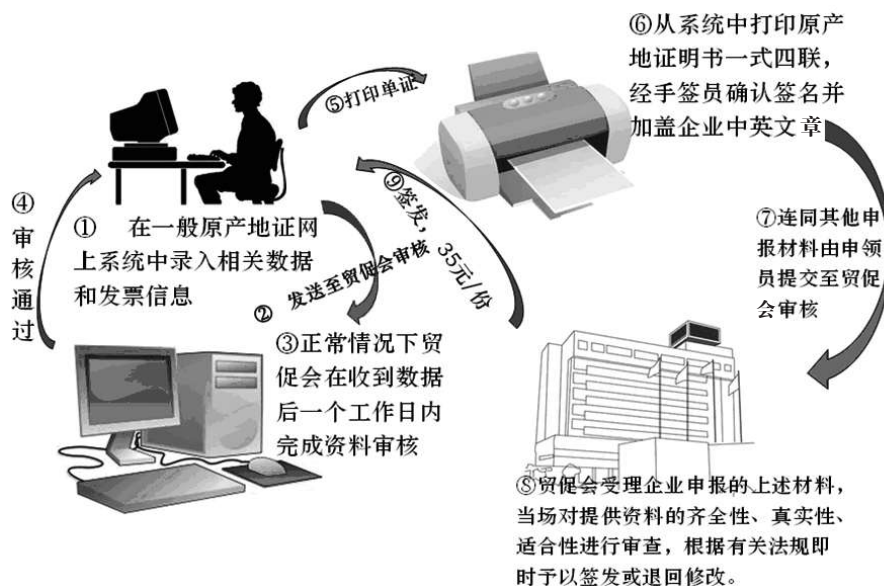 ① 在一般原产地证网
上系统中录入相关数据
和发票信息
② 发送至贸促会审核
③正常情况下贸
促会在收到数据
后一个工作日内
完成资料审核
④审核通过
⑤打印单证
⑥从系统中打印原产
地证明书一式四联，
经手签员确认签名并
加盖企业中英文章
⑦连同其他申
报材料由申领
员提交至贸促
会审核
⑧贸促会受理企业申报的上述材料，
当场对提供资料的齐全性、真实性、
适合性进行审查，根据有关法规即
时予以签发或退回修改。
⑨签发，35元/份